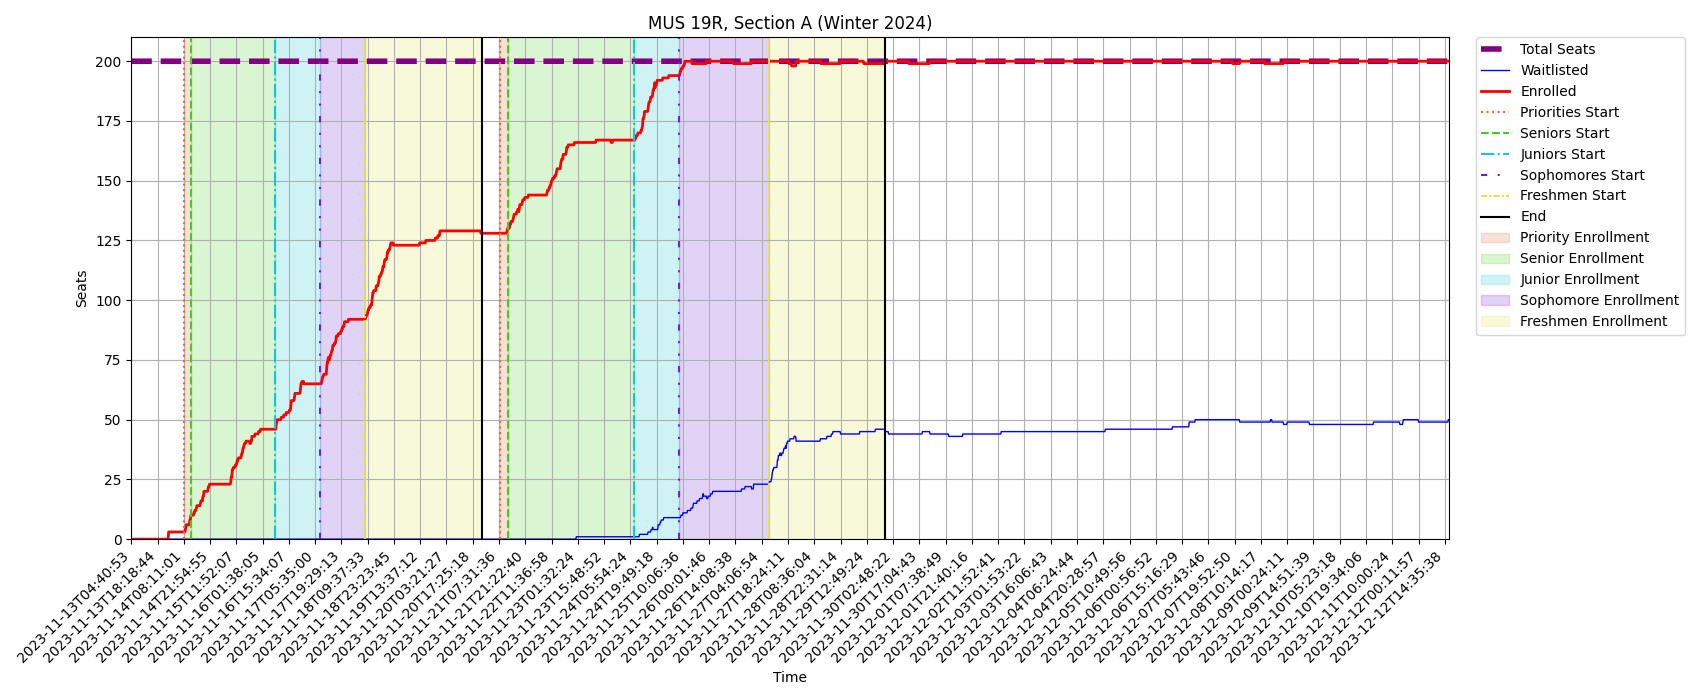 MUS 19R, Section A (Winter 2024)
Total Seats
Waitlisted
Enrolled
Priorities Start
Seniors Start
Juniors Start
Sophomores Start
Freshmen Start
End
Priority Enrollment
Senior Enrollment
Junior Enrollment
Sophomore Enrollment
Freshmen Enrollment
Seats
200
175
150
125
100
75
50
25
0
2023-11-13T04:40:53
2023-11-13T18:18:44
2023-11-14T08:11:01
2023-11-14T21:54:55
2023-11-15T11:52:07
2023-11-16T01:38:05
2023-11-16T15:34:07
2023-11-17T05:35:00
2023-11-17T19:29:13
2023-11-18T09:37:33
2023-11-18T23:23:45
2023-11-19T13:37:12
2023-11-20T03:21:27
2023-11-20T17:25:18
2023-11-21T07:31:36
2023-11-21T21:22:40
2023-11-22T11:36:58
2023-11-23T01:32:24
2023-11-23T15:48:52
2023-11-24T05:54:24
2023-11-24T19:49:18
2023-11-25T10:06:30
2023-11-26T00:01:46
2023-11-26T14:08:38
2023-11-27T04:06:54
2023-11-27T18:24:11
2023-11-28T08:36:04
2023-11-28T22:31:14
2023-11-29T12:49:24
2023-11-30T02:48:22
2023-11-30T17:04:43
2023-12-01T07:38:49
2023-12-01T21:40:16
2023-12-02T11:52:41
2023-12-03T01:53:22
2023-12-03T16:06:43
2023-12-04T06:24:44
2023-12-04T20:28:57
2023-12-05T10:49:56
2023-12-06T00:56:52
2023-12-06T15:16:29
2023-12-07T05:43:46
2023-12-07T19:52:50
2023-12-08T10:14:17
2023-12-09T00:24:11
2023-12-09T14:51:39
2023-12-10T05:23:18
2023-12-10T19:34:06
2023-12-11T10:00:24
2023-12-12T00:11:57
2023-12-12T14:35:38
Time